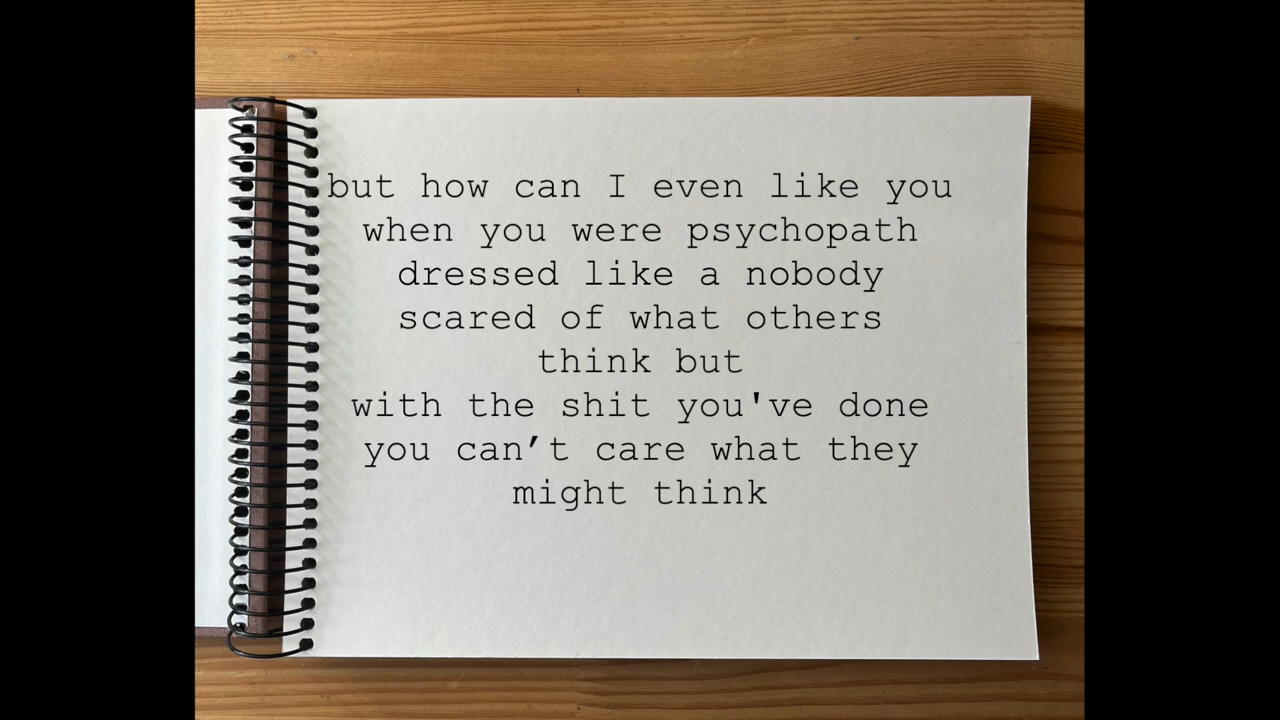 but how can I even like you
when you were psychopath
dressed like a nobody
scared of what others
think but
with the shit you've done
you can’t care what they
might think